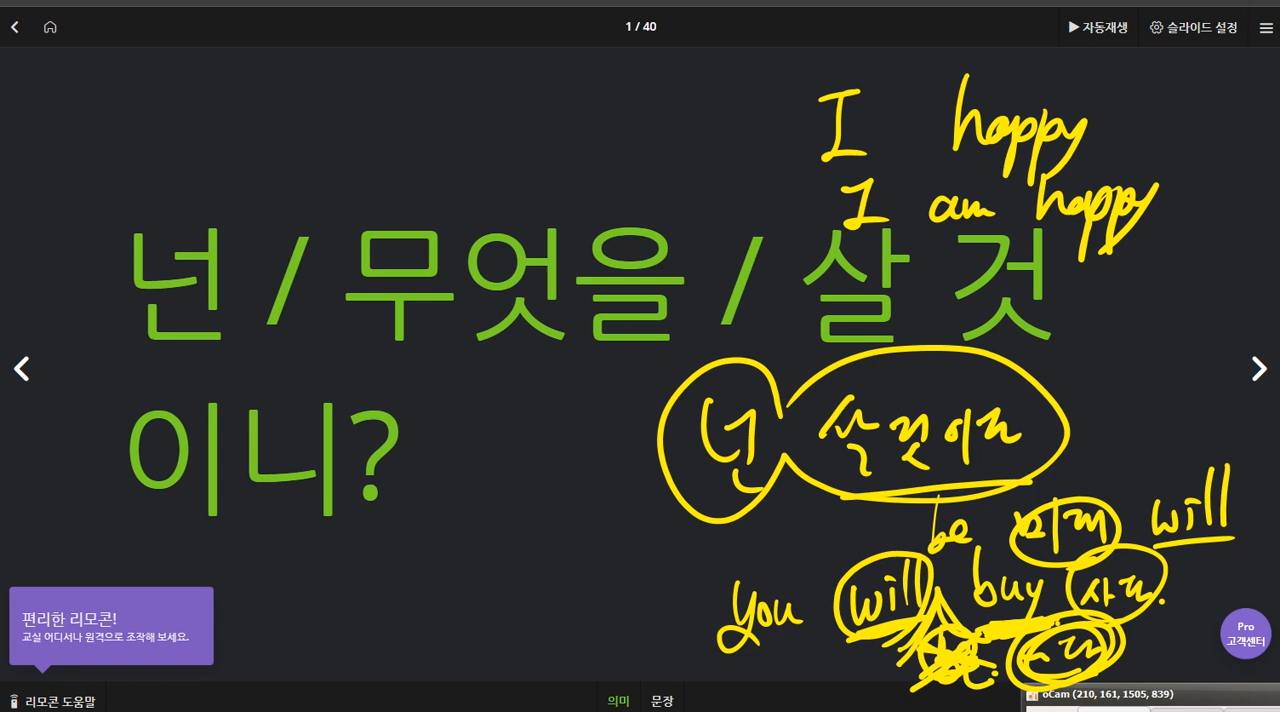 1 / 40
자동재생
슬라이드 설정
I happy
I am happy
넌 / 무엇을 / 살 것
이니?
넌 살것이다
be 미래 will
you will buy 사다.
편리한 리모콘!
교실 어디서나 원격으로 조작해 보세요.
Pro
고객센터
리모콘 도움말
의미
문장
oCam (210, 161, 1505, 839)